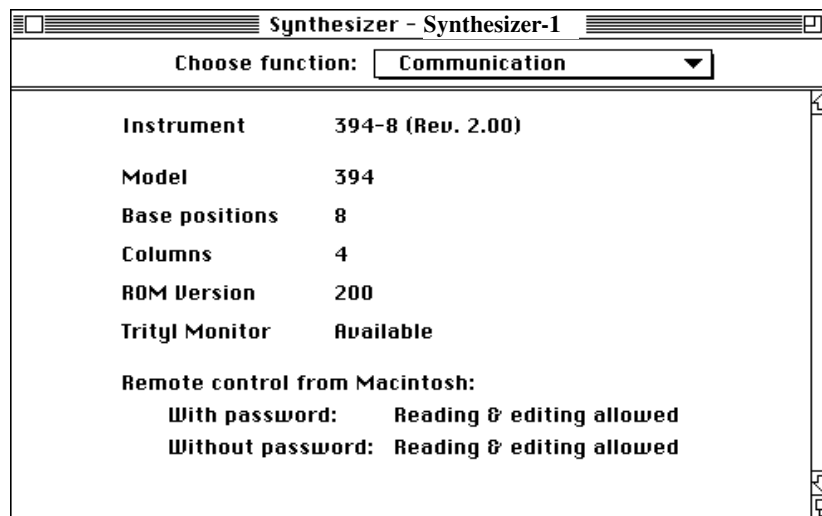 Synthesizer - Synthesizer-1
Choose function: Communication
Instrument 394-8 (Rev. 2.00)
Model 394
Base positions 8
Columns 4
ROM Version 200
Trityl Monitor Available
Remote control from Macintosh:
With password: Reading & editing allowed
Without password: Reading & editing allowed